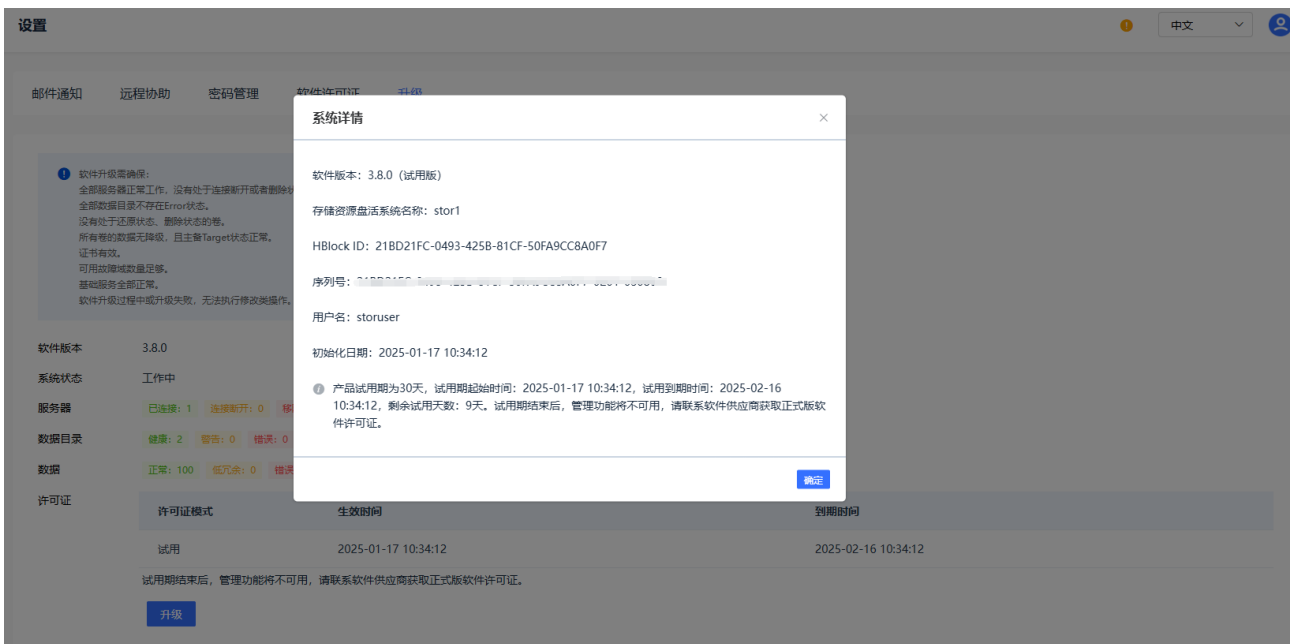 设置
中文
邮件通知 远程协助 密码管理 软件许可证 升级
系统详情
软件升级需确保:
全部服务器正常工作,没有处于连接断开或者删除状
全部数据目录不存在Error状态。
没有处于还原状态、删除状态的卷。
所有卷的数据无降级,且主备Target状态正常。
证书有效。
可用故障域数量足够。
基础服务全部正常。
软件升级过程中或升级失败,无法执行修改类操作。
软件版本:3.8.0(试用版)
存储资源盘活系统名称:stor1
HBlock ID:21BD21FC-0493-425B-81CF-50FA9CC8A0F7
序列号:
用户名:storuser
初始化日期:2025-01-17 10:34:12
产品试用期为30天,试用期起始时间:2025-01-17 10:34:12,试用到期时间:2025-02-16
10:34:12,剩余试用天数:9天。试用期结束后,管理功能将不可用,请联系软件供应商获取正式版软
件许可证。
确定
软件版本 3.8.0
系统状态 工作中
服务器 已连接:1 连接断开:0 移
数据目录 健康:2 警告:0 错误:0
数据 正常:100 低冗余:0 错误
许可证
许可证模式 生效时间 到期时间
试用 2025-01-17 10:34:12 2025-02-16 10:34:12
试用期结束后,管理功能将不可用,请联系软件供应商获取正式版软件许可证。
升级